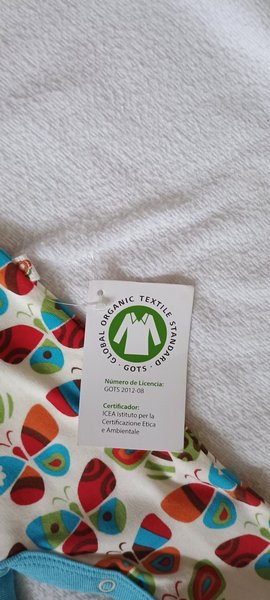 GLOBAL ORGANIC TEXTILE STANDARD
· GOTS ·
Número de Licencia:
GOTS 2012-08
Certificador:
ICEA istituto per la
Certificazione Etica
e Ambientale